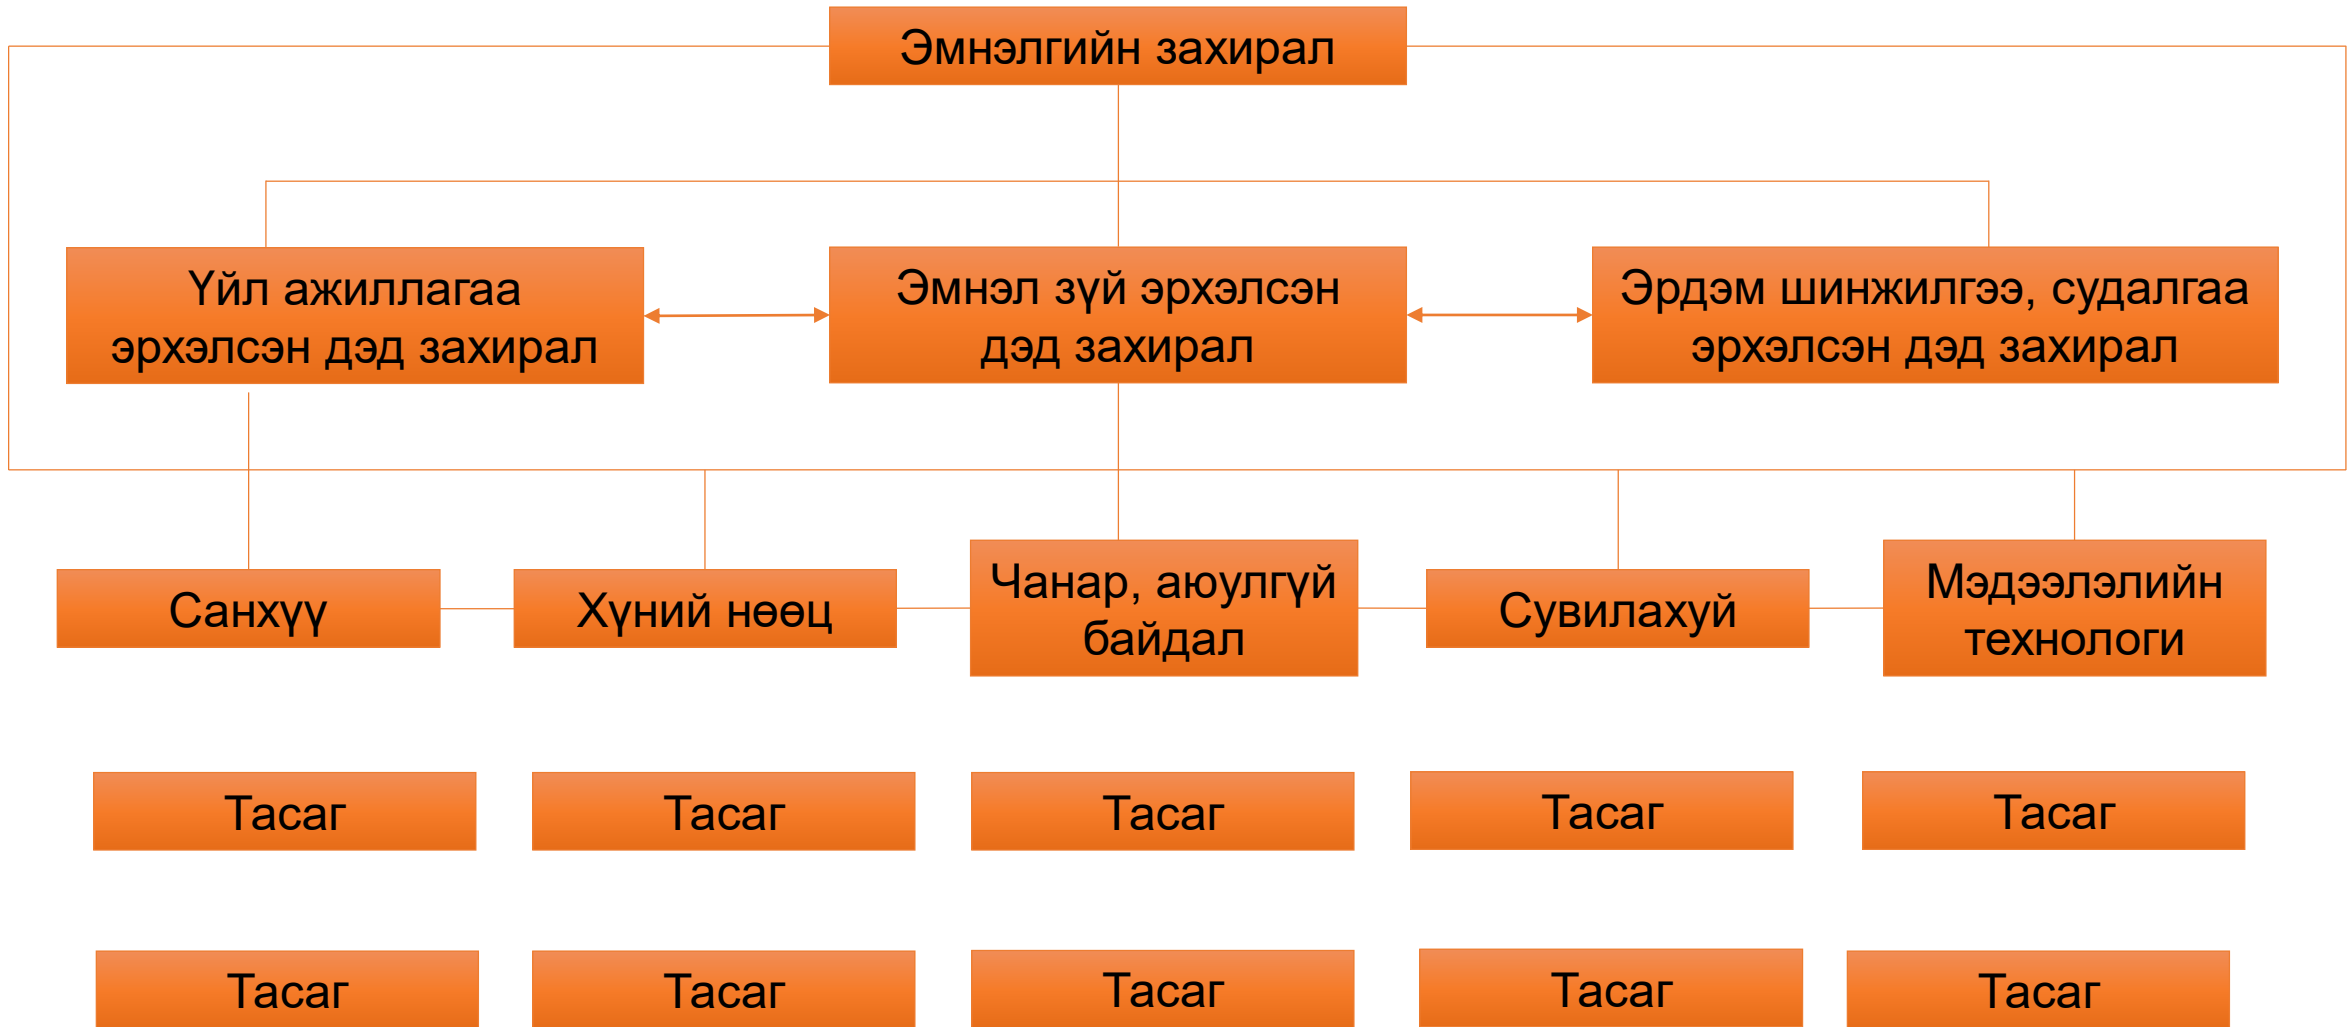 Эмнэлгийн захирал
Үйл ажиллагаа
эрхэлсэн дэд захирал
Эмнэл зүй эрхэлсэн
дэд захирал
Эрдэм шинжилгээ, судалгаа
эрхэлсэн дэд захирал
Санхүү
Хүний нөөц
Чанар, аюулгүй
байдал
Сувилахуй
Мэдээлэлийн
технологи
Тасаг
Тасаг
Тасаг
Тасаг
Тасаг
Тасаг
Тасаг
Тасаг
Тасаг
Тасаг